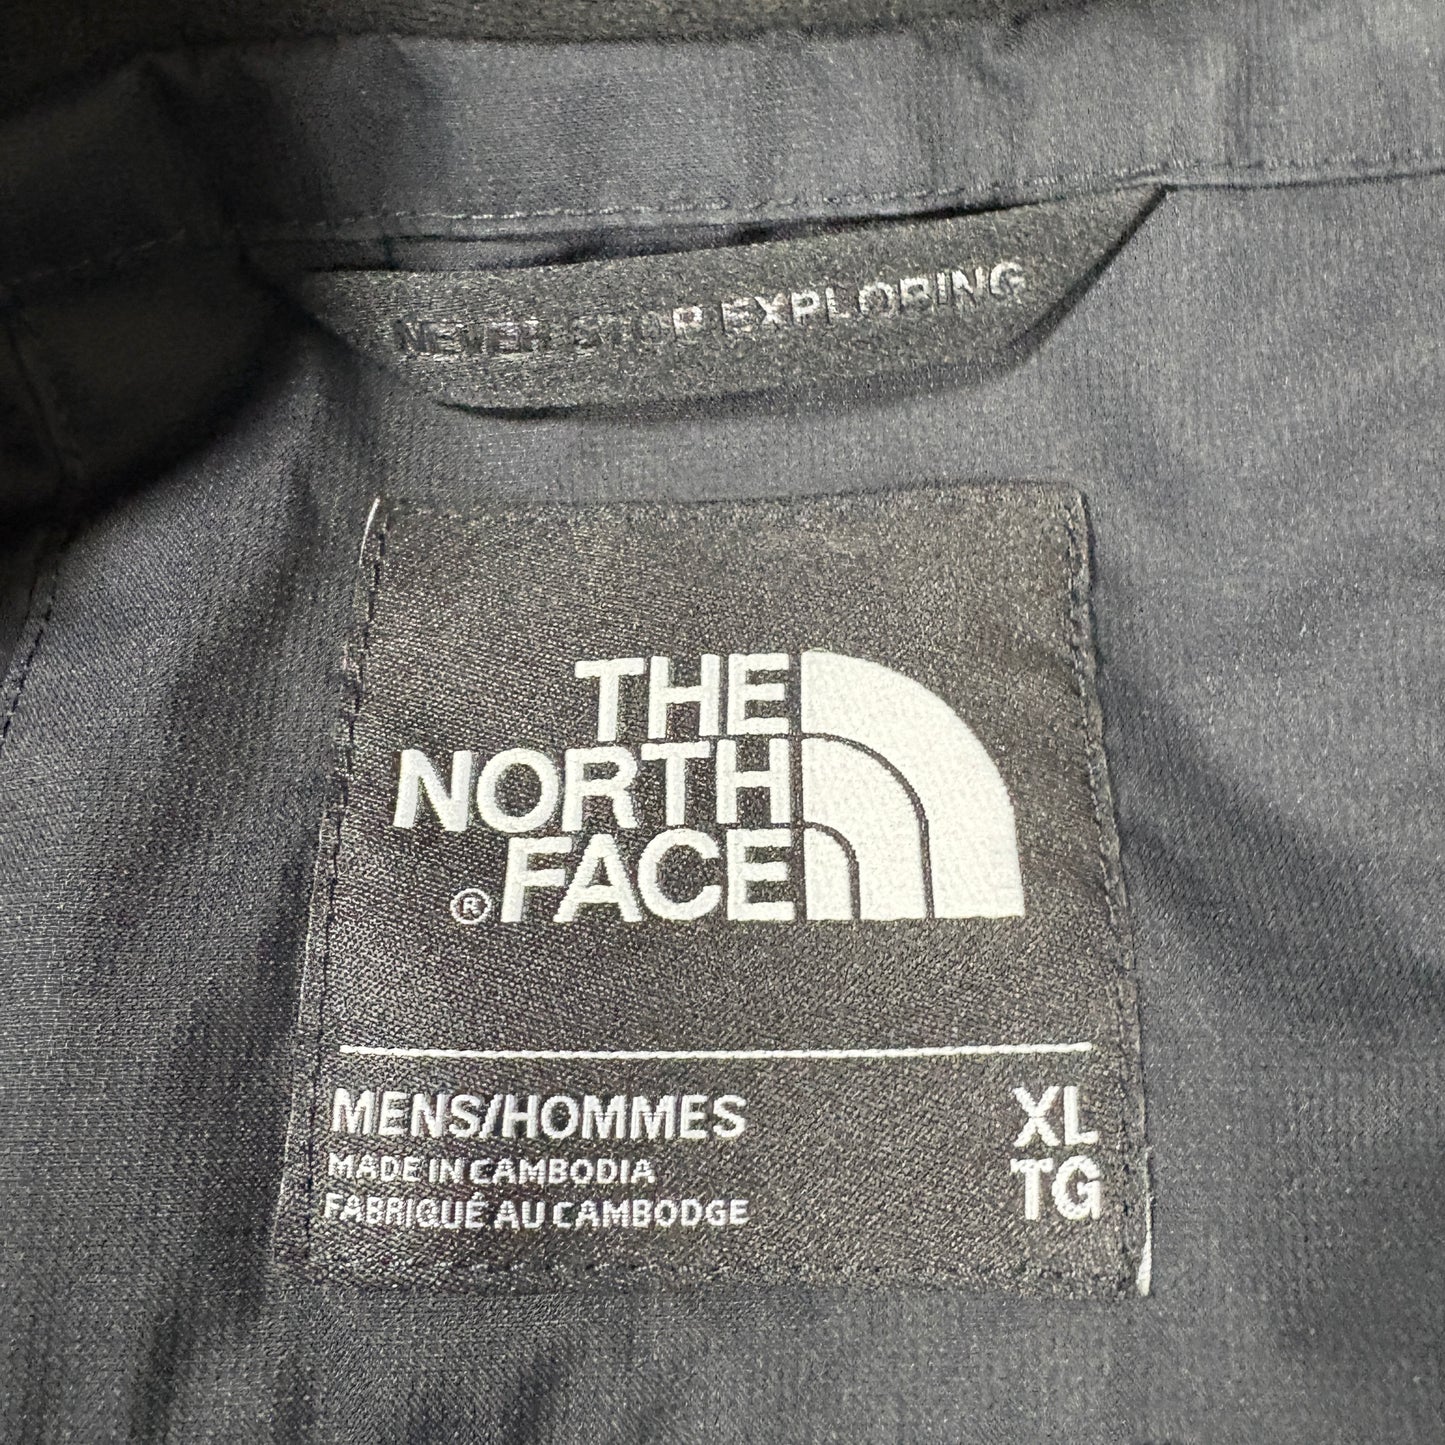 NEVER STOP EXPLORING
THE
NORTH
® FACE
MENS/HOMMES XL
MADE IN CAMBODIA TG
FABRIQUÉ AU CAMBODGE